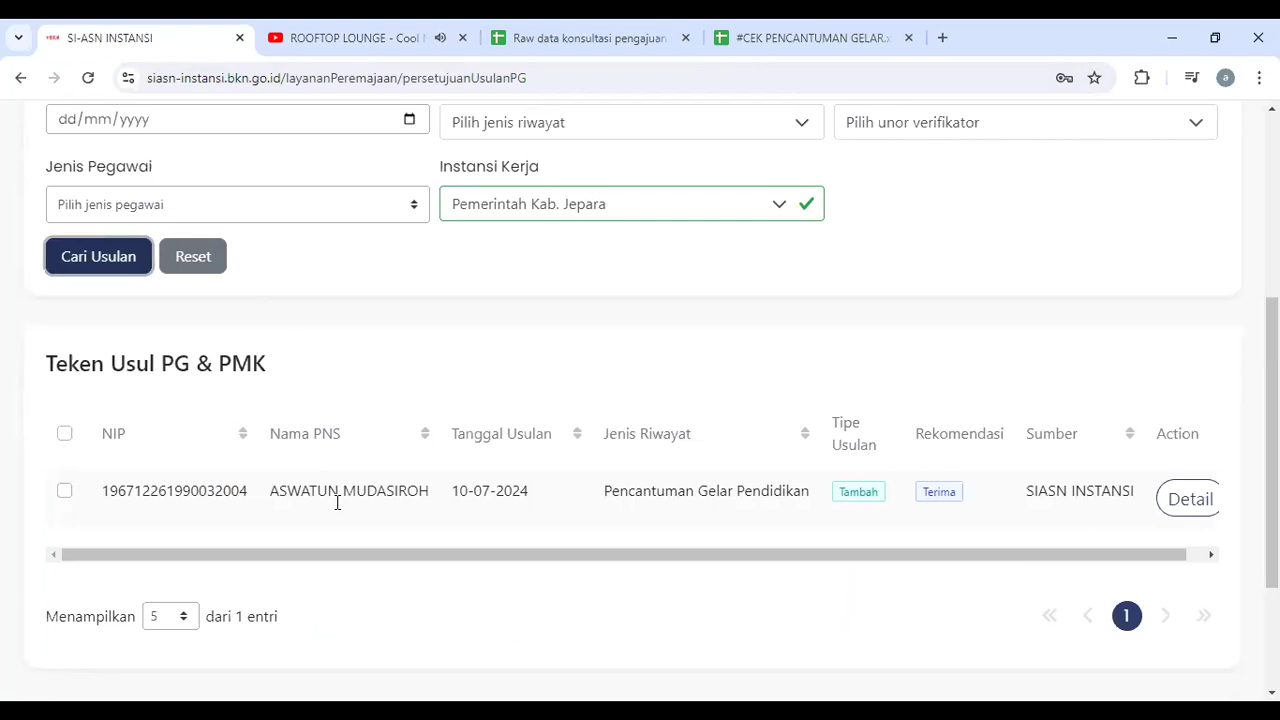 SI-ASN INSTANSI
ROOFTOP LOUNGE - Cool
Raw data konsultasi pengajuan
#CEK PENCANTUMAN GELAR.x
siasn-instansi.bkn.go.id/layananPeremajaan/persetujuanUsulanPG
a
dd/mm/yyyy
Pilih jenis riwayat
Pilih unor verifikator
Jenis Pegawai
Instansi Kerja
Pilih jenis pegawai
Pemerintah Kab. Jepara
Cari Usulan
Reset
Teken Usul PG & PMK
NIP
Nama PNS
Tanggal Usulan
Jenis Riwayat
Tipe
Usulan
Rekomendasi
Sumber
Action
196712261990032004
ASWATUN MUDASIROH
10-07-2024
Pencantuman Gelar Pendidikan
Tambah
Terima
SIASN INSTANSI
Detail
Menampilkan
5
dari 1 entri
1